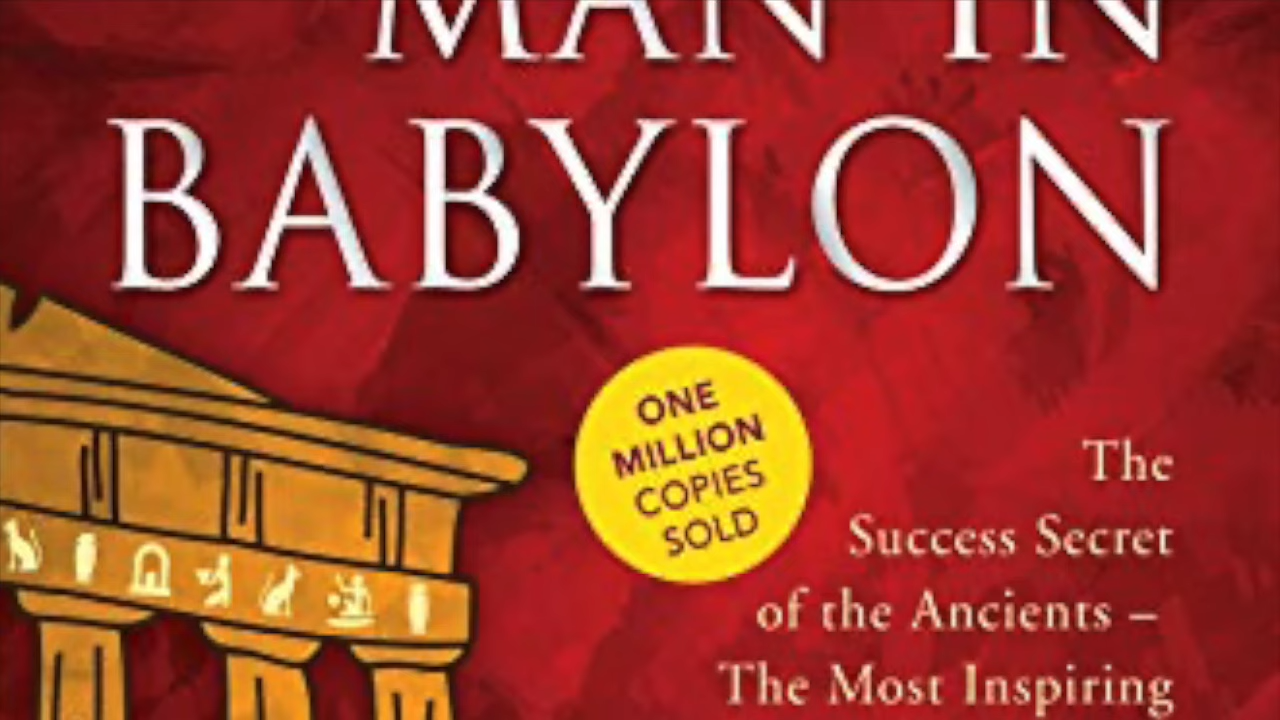 MAN IN
BABYLON
ONE
MILLION
COPIES
SOLD
The
Success Secret
of the Ancients –
The Most Inspiring